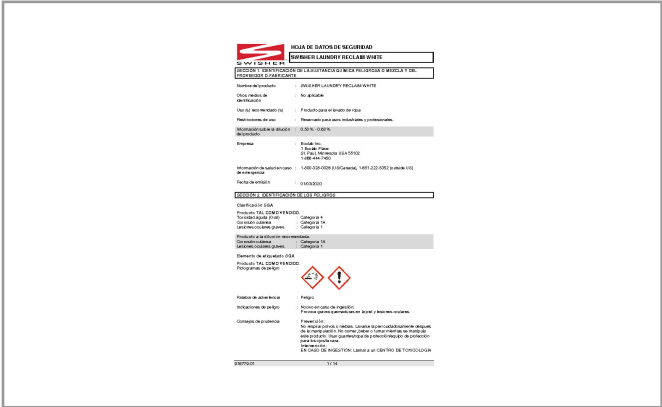 HOJA DE DATOS DE SEGURIDAD
SWISHER
SWISHER LAUNDRY RECLAIM WHITE
SECCIÓN 1. IDENTIFICACIÓN DE LA SUSTANCIA QUÍMICA PELIGROSA O MEZCLA Y DEL
PROVEEDOR O FABRICANTE
Nombre del producto : SWISHER LAUNDRY RECLAIM WHITE
Otros medios de : No aplicable
identificación
Uso(s) recomendado(s) : Producto para el lavado de ropa
Restricciones de uso : Reservado para usos industriales y profesionales.
Información sobre la dilución : 0.50 % - 0.60 %
del producto
Empresa : Ecolab Inc.
1 Ecolab Place
St. Paul, Minnesota USA 55102
Información de salud en caso : 1-800-328-0026 (US/Canada), 1-651-222-5352 (outside US)
de emergencia
Fecha de emisión : 01/03/2020
SECCIÓN 2. IDENTIFICACIÓN DE LOS PELIGROS
Clasificación SGA
Producto TAL COMO VENDIDO.
Toxicidad aguda (Oral) : Categoría 4
Corrosión cutánea : Categoría 1A
Lesiones oculares graves : Categoría 1
Producto a la dilución recomendada.
Corrosión cutánea : Categoría 1A
Lesiones oculares graves : Categoría 1
Elemento de etiquetado SGA
Producto TAL COMO VENDIDO.
Pictogramas de peligro :
Palabra de advertencia : Peligro
Indicaciones de peligro : Nocivo en caso de ingestión.
Provoca graves quemaduras en la piel y lesiones oculares.
Consejos de prudencia : Prevención:
No respirar polvos o nieblas. Lavarse la piel cuidadosamente después
de la manipulación. No comer, beber o fumar mientras se manipula
este producto. Usar guantes/ropa de protección/equipo de protección
para los ojos/la cara.
Intervención:
EN CASO DE INGESTIÓN: Llamar a un CENTRO DE TOXICOLOGIA
1 / 14